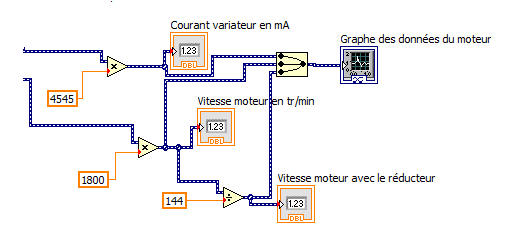 Courant variateur en mA
Graphe des données du moteur
1.23
DBL
4545
Vitesse moteur en tr/min
1.23
DBL
1800
Vitesse moteur avec le réducteur
144
1.23
DBL